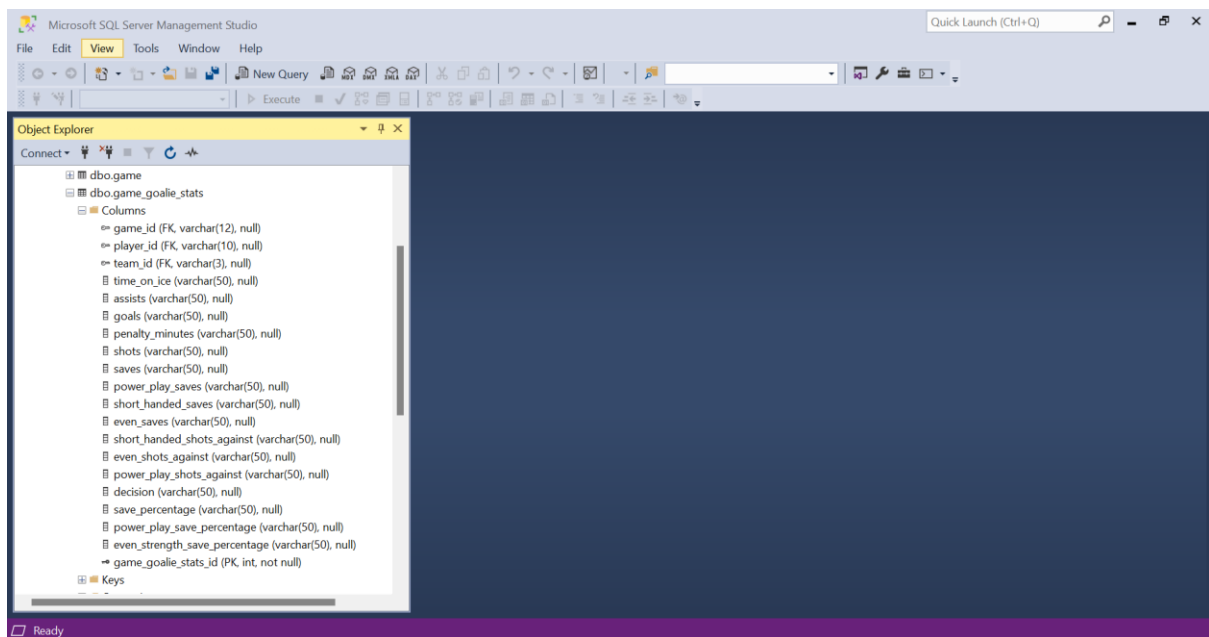 Microsoft SQL Server Management Studio
Quick Launch (Ctrl+Q)
File Edit View Tools Window Help
New Query MDX DMX XMLA DAX
Execute
Object Explorer
Connect
dbo.game
dbo.game_goalie_stats
Columns
game_id (FK, varchar(12), null)
player_id (FK, varchar(10), null)
team_id (FK, varchar(3), null)
time_on_ice (varchar(50), null)
assists (varchar(50), null)
goals (varchar(50), null)
penalty_minutes (varchar(50), null)
shots (varchar(50), null)
saves (varchar(50), null)
power_play_saves (varchar(50), null)
short_handed_saves (varchar(50), null)
even_saves (varchar(50), null)
short_handed_shots_against (varchar(50), null)
even_shots_against (varchar(50), null)
power_play_shots_against (varchar(50), null)
decision (varchar(50), null)
save_percentage (varchar(50), null)
power_play_save_percentage (varchar(50), null)
even_strength_save_percentage (varchar(50), null)
game_goalie_stats_id (PK, int, not null)
Keys
Ready